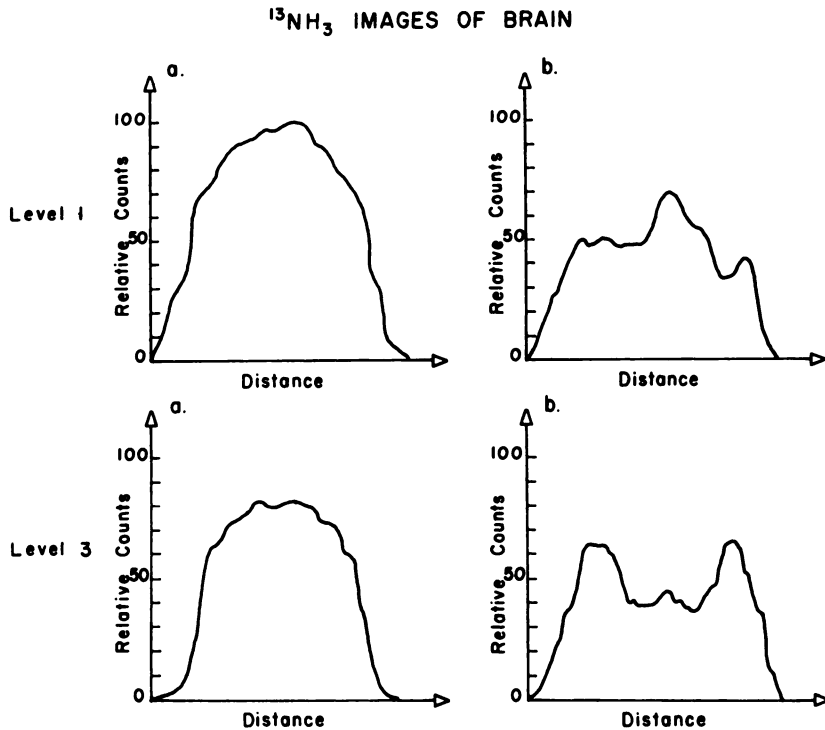 ¹³NH₃ IMAGES OF BRAIN
a.
b.
Level 1
Relative Counts
100
50
0
Distance
Relative Counts
100
50
0
Distance
a.
b.
Level 3
Relative Counts
100
50
0
Distance
Relative Counts
100
50
0
Distance